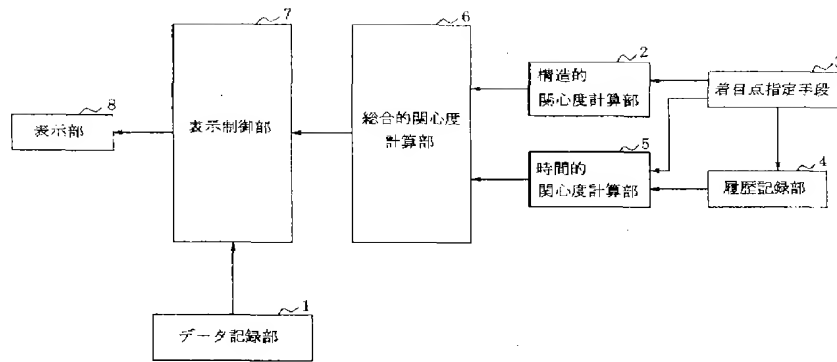 7
6
2
3
8
構造的
関心度計算部
着目点指定手段
表示部
表示制御部
総合的関心度
計算部
5
4
時間的
関心度計算部
履歴記録部
1
データ記録部